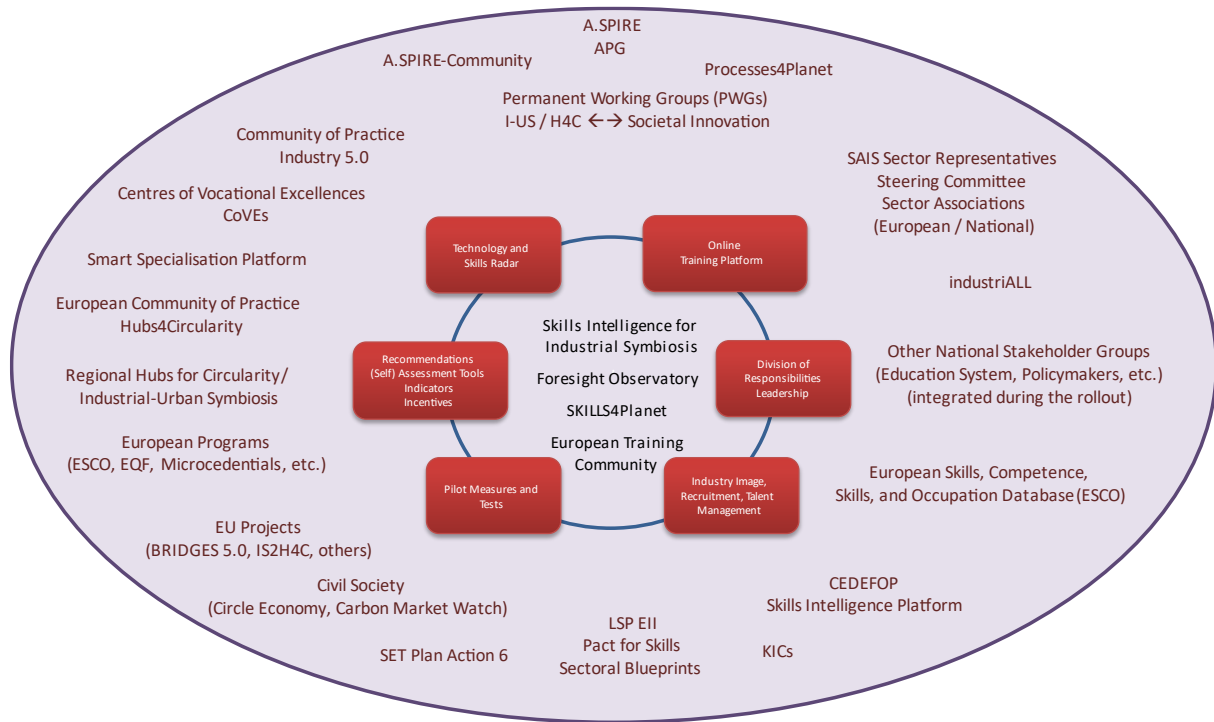 A.SPIRE
APG
A.SPIRE-Community
Processes4Planet
Permanent Working Groups (PWGs)
I-US / H4C ←→ Societal Innovation
Community of Practice
Industry 5.0
SAIS Sector Representatives
Steering Committee
Sector Associations
(European / National)
Centres of Vocational Excellences
CoVEs
Smart Specialisation Platform
industriALL
European Community of Practice
Hubs4Circularity
Other National Stakeholder Groups
(Education System, Policymakers, etc.)
(integrated during the rollout)
Regional Hubs for Circularity/
Industrial-Urban Symbiosis
European Programs
(ESCO, EQF, Microcedentials, etc.)
European Skills, Competence,
Skills, and Occupation Database (ESCO)
EU Projects
(BRIDGES 5.0, IS2H4C, others)
Civil Society
(Circle Economy, Carbon Market Watch)
CEDEFOP
Skills Intelligence Platform
SET Plan Action 6
LSP EII
Pact for Skills
Sectoral Blueprints
KICs
Technology and
Skills Radar
Online
Training Platform
Recommendations
(Self) Assessment Tools
Indicators
Incentives
Division of
Responsibilities
Leadership
Pilot Measures and
Tests
Industry Image,
Recruitment, Talent
Management
Skills Intelligence for
Industrial Symbiosis
Foresight Observatory
SKILLS4Planet
European Training
Community